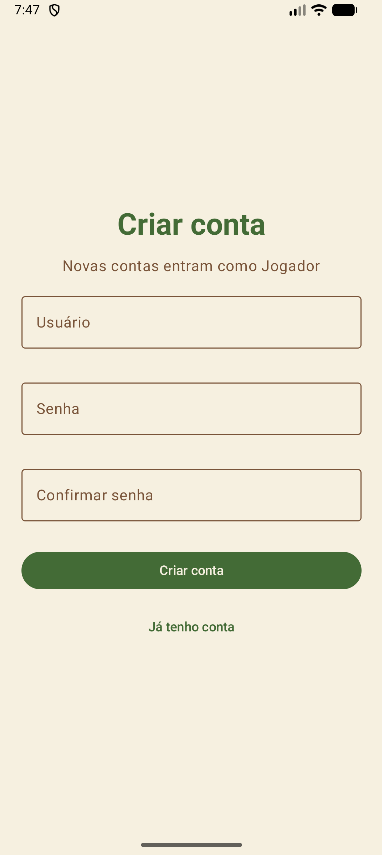 7:47
Criar conta
Novas contas entram como Jogador
Usuário
Senha
Confirmar senha
Criar conta
Já tenho conta